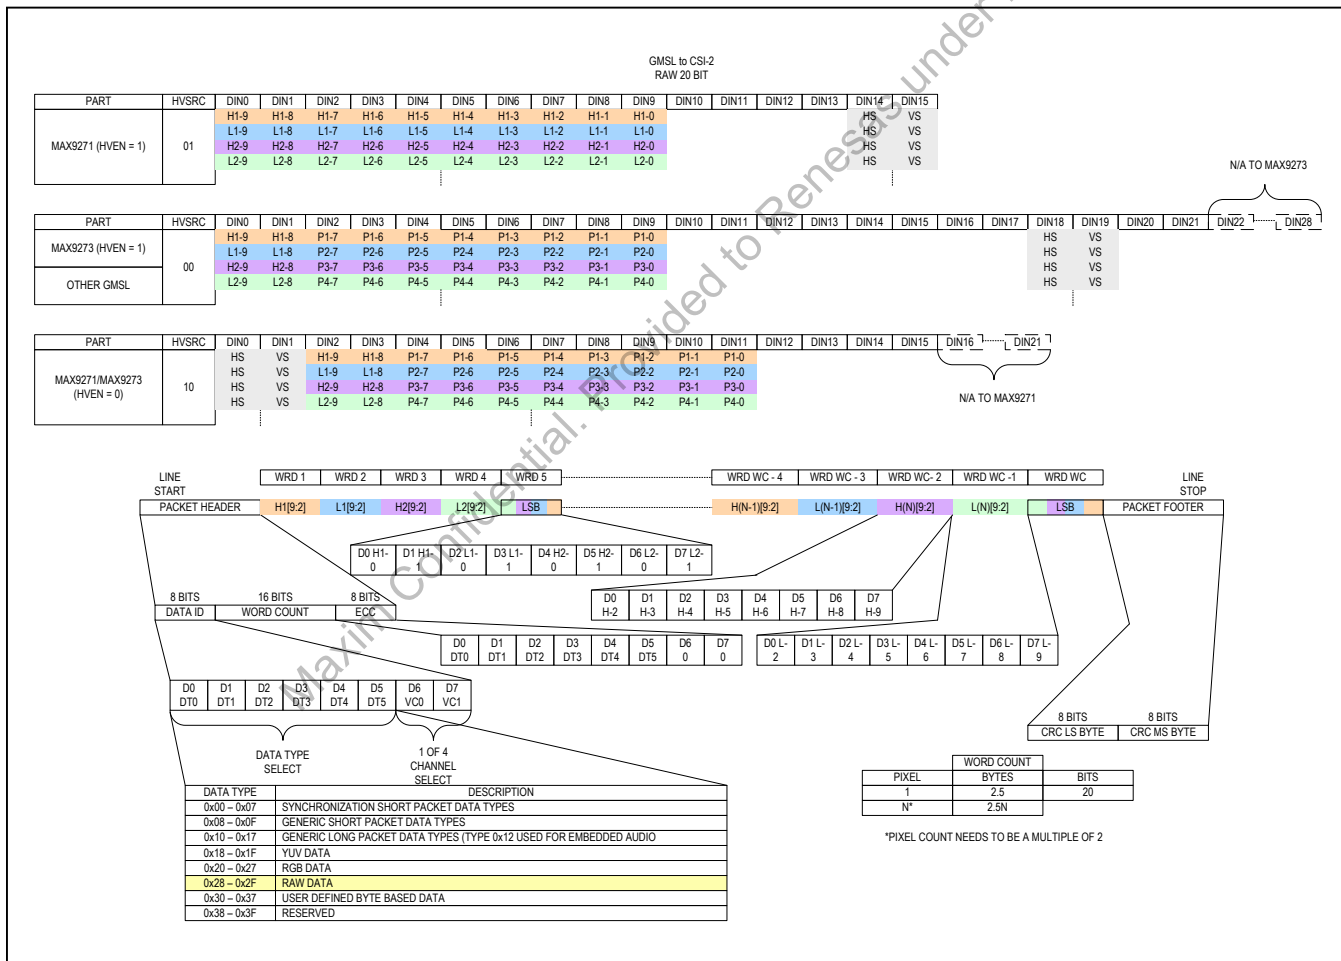 GMSL to CSI-2
RAW 20 BIT
PART HVSRC DIN0 DIN1 DIN2 DIN3 DIN4 DIN5 DIN6 DIN7 DIN8 DIN9 DIN10 DIN11 DIN12 DIN13 DIN14 DIN15
H1-9 H1-8 H1-7 H1-6 H1-5 H1-4 H1-3 H1-2 H1-1 H1-0 HS VS
L1-9 L1-8 L1-7 L1-6 L1-5 L1-4 L1-3 L1-2 L1-1 L1-0 HS VS
MAX9271 (HVEN = 1) 01 H2-9 H2-8 H2-7 H2-6 H2-5 H2-4 H2-3 H2-2 H2-1 H2-0 HS VS
L2-9 L2-8 L2-7 L2-6 L2-5 L2-4 L2-3 L2-2 L2-1 L2-0 HS VS
N/A TO MAX9273
PART HVSRC DIN0 DIN1 DIN2 DIN3 DIN4 DIN5 DIN6 DIN7 DIN8 DIN9 DIN10 DIN11 DIN12 DIN13 DIN14 DIN15 DIN16 DIN17 DIN18 DIN19 DIN20 DIN21 DIN22 DIN28
H1-9 H1-8 P1-7 P1-6 P1-5 P1-4 P1-3 P1-2 P1-1 P1-0 HS VS
MAX9273 (HVEN = 1) L1-9 L1-8 P2-7 P2-6 P2-5 P2-4 P2-3 P2-2 P2-1 P2-0 HS VS
00 H2-9 H2-8 P3-7 P3-6 P3-5 P3-4 P3-3 P3-2 P3-1 P3-0 HS VS
OTHER GMSL L2-9 L2-8 P4-7 P4-6 P4-5 P4-4 P4-3 P4-2 P4-1 P4-0 HS VS
PART HVSRC DIN0 DIN1 DIN2 DIN3 DIN4 DIN5 DIN6 DIN7 DIN8 DIN9 DIN10 DIN11 DIN12 DIN13 DIN14 DIN15 DIN16 DIN21
HS VS H1-9 H1-8 P1-7 P1-6 P1-5 P1-4 P1-3 P1-2 P1-1 P1-0
MAX9271/MAX9273 HS VS L1-9 L1-8 P2-7 P2-6 P2-5 P2-4 P2-3 P2-2 P2-1 P2-0
(HVEN = 0) 10 HS VS H2-9 H2-8 P3-7 P3-6 P3-5 P3-4 P3-3 P3-2 P3-1 P3-0
HS VS L2-9 L2-8 P4-7 P4-6 P4-5 P4-4 P4-3 P4-2 P4-1 P4-0
N/A TO MAX9271
LINE START WRD 1 WRD 2 WRD 3 WRD 4 WRD 5 WRD WC - 4 WRD WC - 3 WRD WC- 2 WRD WC -1 WRD WC LINE STOP
PACKET HEADER H1[9:2] L1[9:2] H2[9:2] L2[9:2] LSB H(N-1)[9:2] L(N-1)[9:2] H(N)[9:2] L(N)[9:2] LSB PACKET FOOTER
D0 H1-0 D1 H1-1 D2 L1-0 D3 L1-1 D4 H2-0 D5 H2-1 D6 L2-0 D7 L2-1
8 BITS 16 BITS 8 BITS
DATA ID WORD COUNT ECC
D0 D1 D2 D3 D4 D5 D6 D7
H-2 H-3 H-4 H-5 H-6 H-7 H-8 H-9
D0 D1 D2 D3 D4 D5 D6 D7
DT0 DT1 DT2 DT3 DT4 DT5 0 0
D0 L-2 D1 L-3 D2 L-4 D3 L-5 D4 L-6 D5 L-7 D6 L-8 D7 L-9
D0 D1 D2 D3 D4 D5 D6 D7
DT0 DT1 DT2 DT3 DT4 DT5 VC0 VC1
DATA TYPE SELECT
1 OF 4 CHANNEL SELECT
8 BITS 8 BITS
CRC LS BYTE CRC MS BYTE
DATA TYPE DESCRIPTION
0x00 – 0x07 SYNCHRONIZATION SHORT PACKET DATA TYPES
0x08 – 0x0F GENERIC SHORT PACKET DATA TYPES
0x10 – 0x17 GENERIC LONG PACKET DATA TYPES (TYPE 0x12 USED FOR EMBEDDED AUDIO
0x18 – 0x1F YUV DATA
0x20 – 0x27 RGB DATA
0x28 – 0x2F RAW DATA
0x30 – 0x37 USER DEFINED BYTE BASED DATA
0x38 – 0x3F RESERVED
WORD COUNT
PIXEL BYTES BITS
1 2.5 20
N* 2.5N
*PIXEL COUNT NEEDS TO BE A MULTIPLE OF 2
Maxim Confidential. Provided to Renesas under